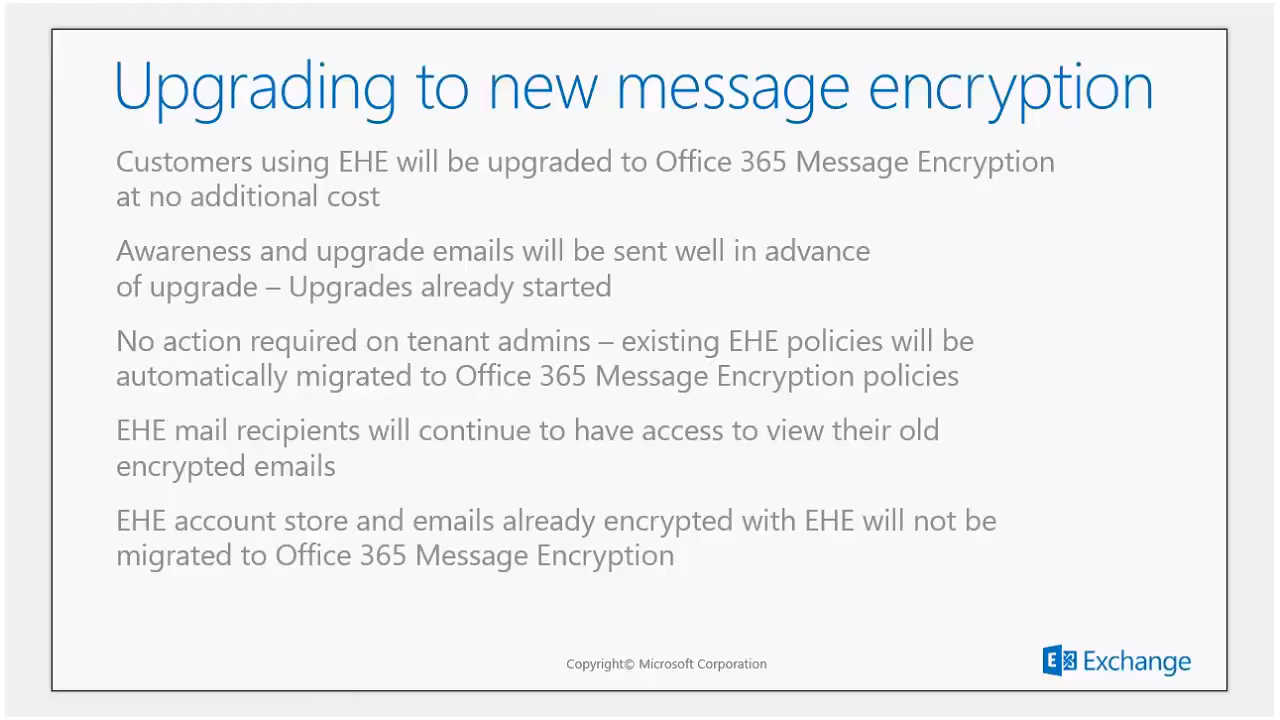 Upgrading to new message encryption
Customers using EHE will be upgraded to Office 365 Message Encryption
at no additional cost
Awareness and upgrade emails will be sent well in advance
of upgrade – Upgrades already started
No action required on tenant admins – existing EHE policies will be
automatically migrated to Office 365 Message Encryption policies
EHE mail recipients will continue to have access to view their old
encrypted emails
EHE account store and emails already encrypted with EHE will not be
migrated to Office 365 Message Encryption
Copyright© Microsoft Corporation
E Exchange